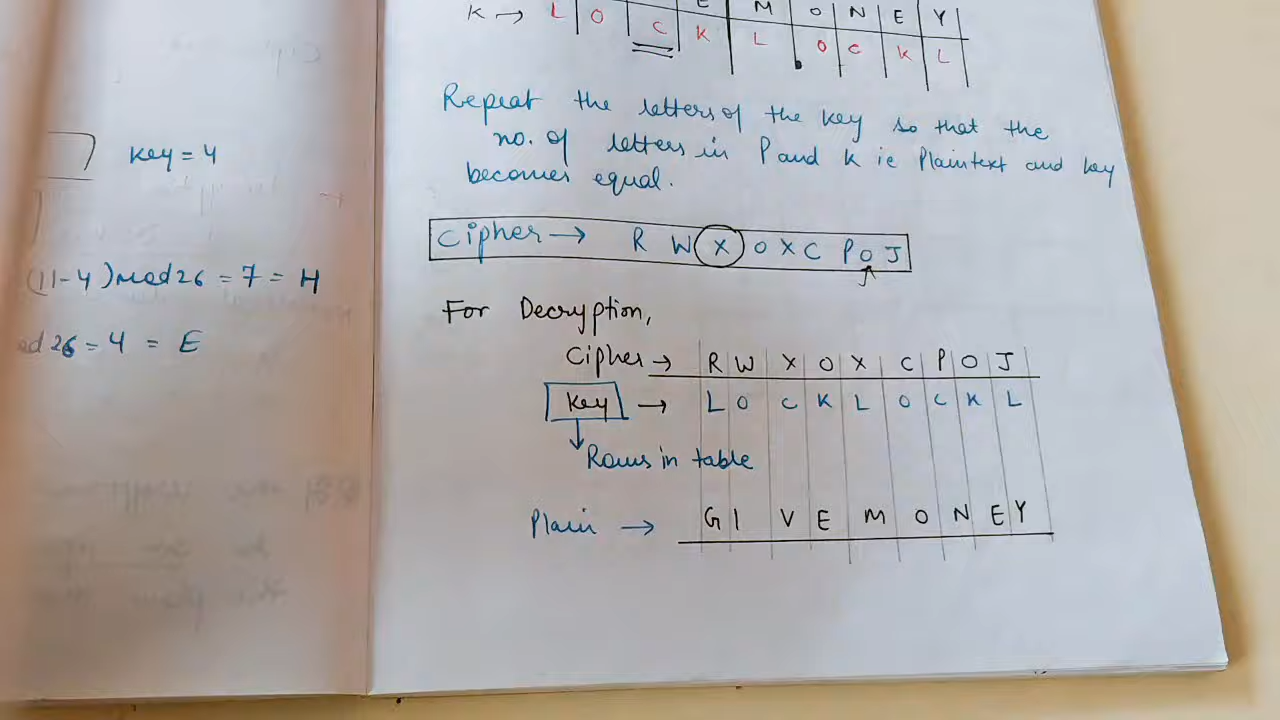 key = 4
(11-4) mod 26 = 7 = H
od 26 = 4 = E
E M O N E Y
K → L O C K L O C K L
Repeat the letters of the key so that the
no. of letters in P and K ie Plaintext and key
becomes equal.
Cipher → R W X O X C P O J
For Decryption,
Cipher → R W X O X C P O J
Key → L O C K L O C K L
Rows in table
Plain → G I V E M O N E Y